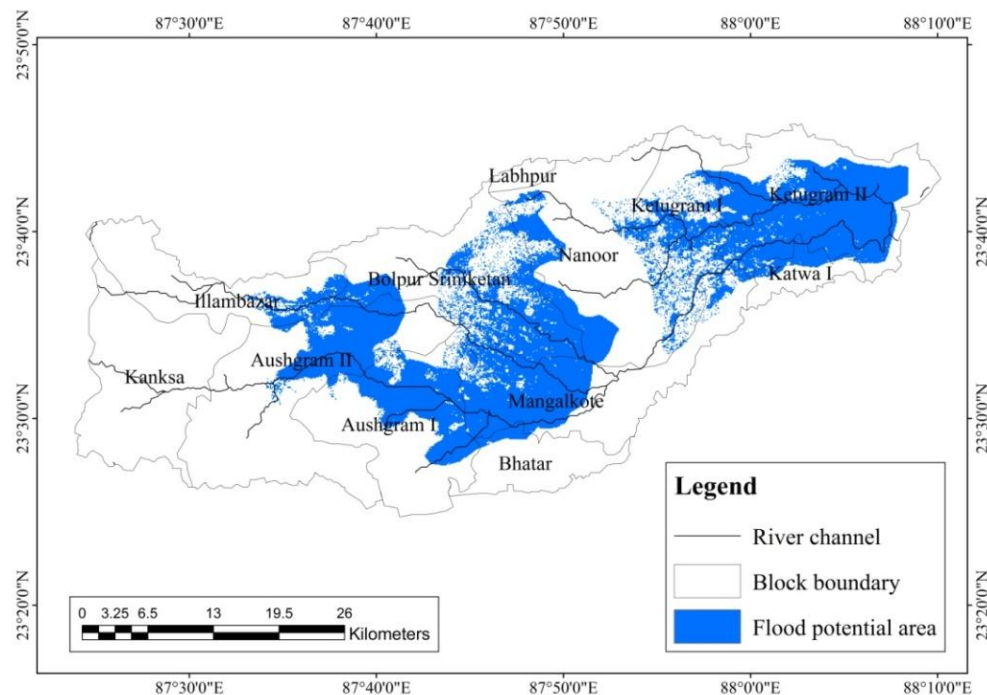 87°30'0"E 87°40'0"E 87°50'0"E 88°0'0"E 88°10'0"E
23°50'0"N 23°50'0"N
Labhpur
Ketugram I Ketugram II
23°40'0"N 23°40'0"N
Nanoor
Katwa I
Bolpur Sriniketan
Illambazar
Aushgram II
Kanksa
Mangalkote
23°30'0"N 23°30'0"N
Aushgram I
Bhatar
Legend
River channel
Block boundary
Flood potential area
23°20'0"N 23°20'0"N
0 3.25 6.5 13 19.5 26
Kilometers
87°30'0"E 87°40'0"E 87°50'0"E 88°0'0"E 88°10'0"E